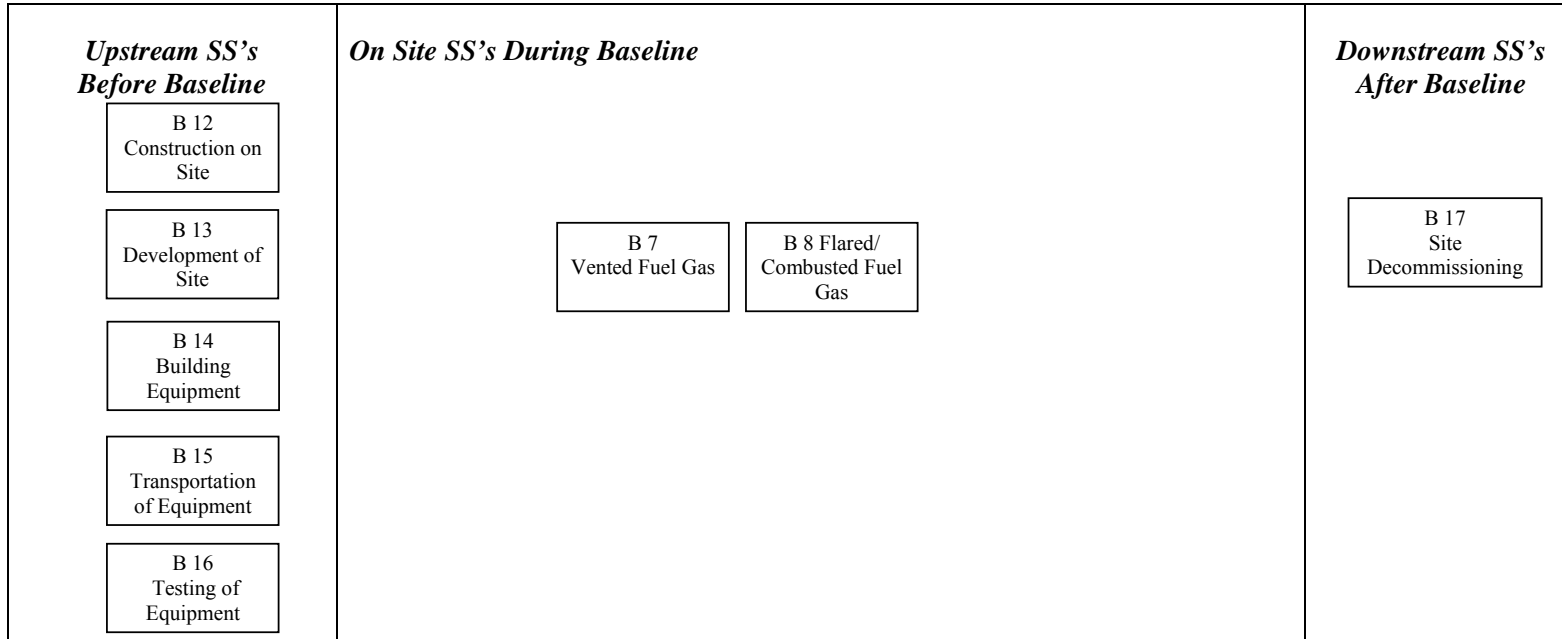 Upstream SS's
Before Baseline
B 12
Construction on
Site
B 13
Development of
Site
B 14
Building
Equipment
B 15
Transportation
of Equipment
B 16
Testing of
Equipment
On Site SS's During Baseline
B 7
Vented Fuel Gas
B 8 Flared/
Combusted Fuel
Gas
Downstream SS's
After Baseline
B 17
Site
Decommissioning